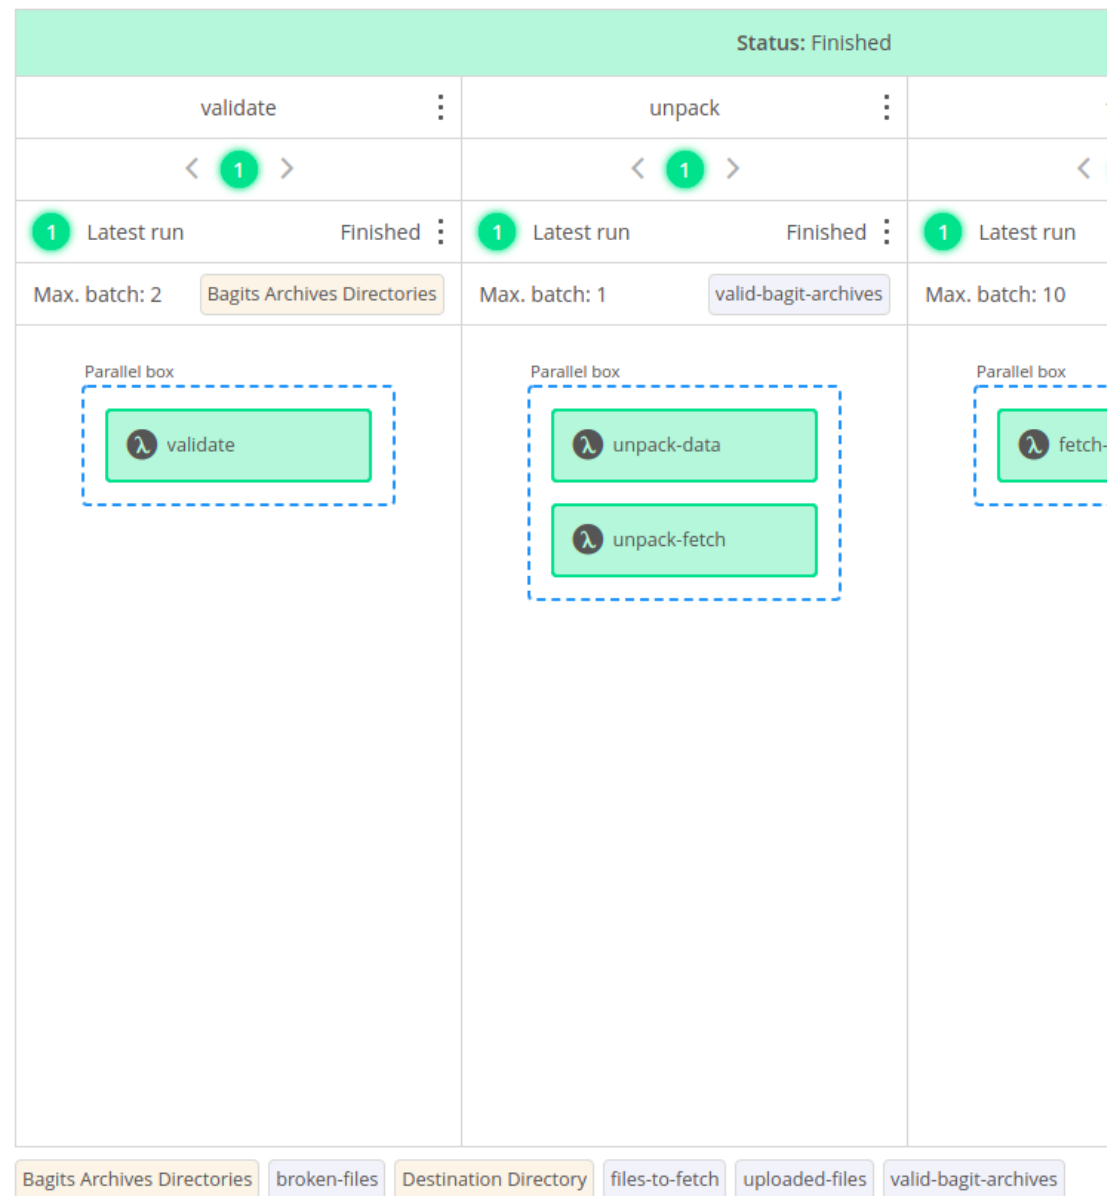 Status: Finished
validate
unpack
1
1
1 Latest run Finished
1 Latest run Finished
1 Latest run
Max. batch: 2 Bagits Archives Directories
Max. batch: 1 valid-bagit-archives
Max. batch: 10
Parallel box
Parallel box
Parallel box
λ validate
λ unpack-data
λ fetch-
λ unpack-fetch
Bagits Archives Directories broken-files Destination Directory files-to-fetch uploaded-files valid-bagit-archives